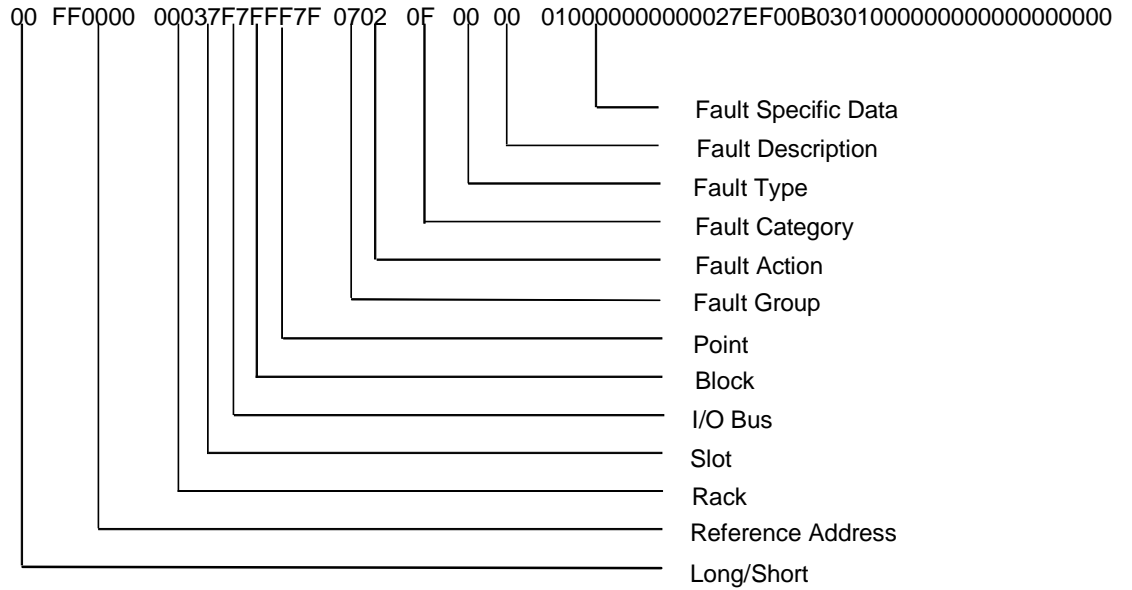 00 FF0000 00037F7FFF7F 0702 0F 00 00 010000000000027EF00B0301000000000000000000
Fault Specific Data
Fault Description
Fault Type
Fault Category
Fault Action
Fault Group
Point
Block
I/O Bus
Slot
Rack
Reference Address
Long/Short